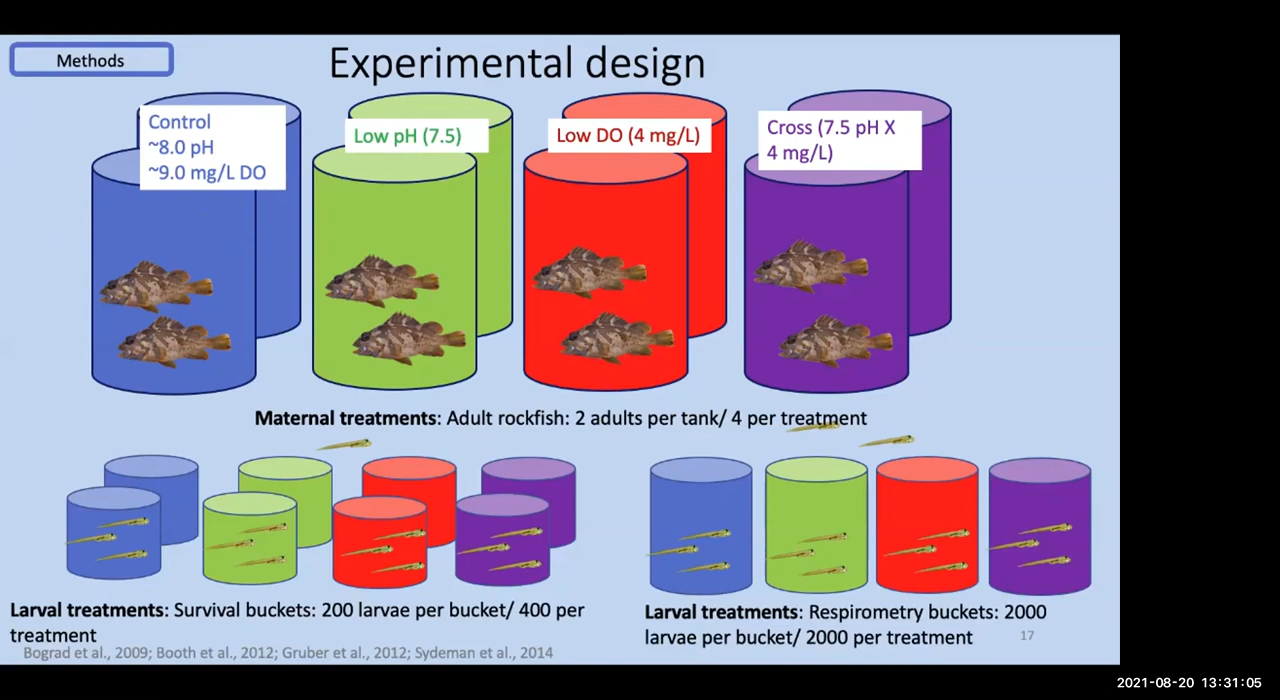 Methods
Experimental design
Control
~8.0 pH
~9.0 mg/L DO
Low pH (7.5)
Low DO (4 mg/L)
Cross (7.5 pH X
4 mg/L)
Maternal treatments: Adult rockfish: 2 adults per tank/ 4 per treatment
Larval treatments: Survival buckets: 200 larvae per bucket/ 400 per
treatment
Larval treatments: Respirometry buckets: 2000
larvae per bucket/ 2000 per treatment
17
Bograd et al., 2009; Booth et al., 2012; Gruber et al., 2012; Sydeman et al., 2014
2021-08-20 13:31:05